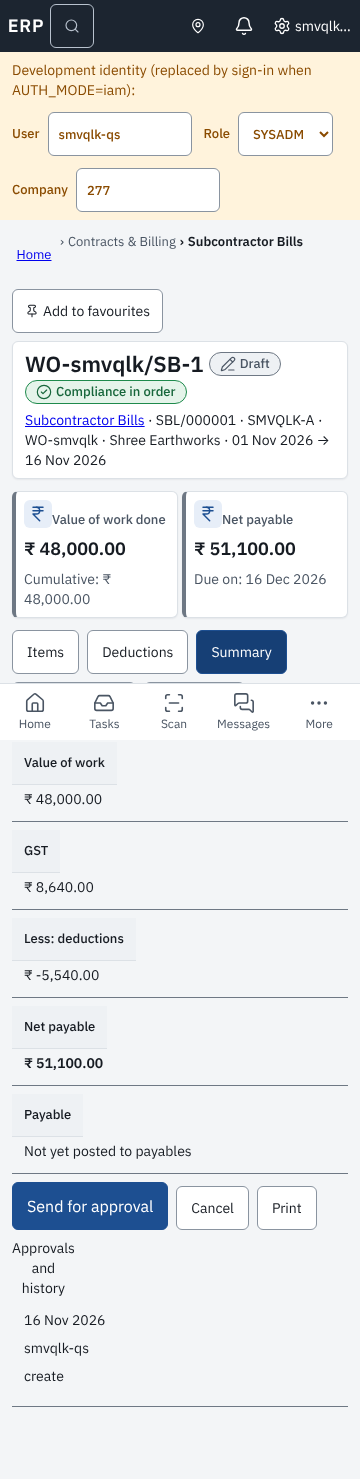 ERP
smvqlk...
Development identity (replaced by sign-in when
AUTH_MODE=iam):
User smvqlk-qs Role SYSADM
Company 277
Home › Contracts & Billing › Subcontractor Bills
Add to favourites
WO-smvqlk/SB-1 Draft
Compliance in order
Subcontractor Bills · SBL/000001 · SMVQLK-A ·
WO-smvqlk · Shree Earthworks · 01 Nov 2026 →
16 Nov 2026
₹ Value of work done
₹ 48,000.00
Cumulative: ₹
48,000.00
₹ Net payable
₹ 51,100.00
Due on: 16 Dec 2026
Items Deductions Summary
Home Tasks Scan Messages More
Value of work
₹ 48,000.00
GST
₹ 8,640.00
Less: deductions
₹ -5,540.00
Net payable
₹ 51,100.00
Payable
Not yet posted to payables
Send for approval Cancel Print
Approvals
and
history
16 Nov 2026
smvqlk-qs
create